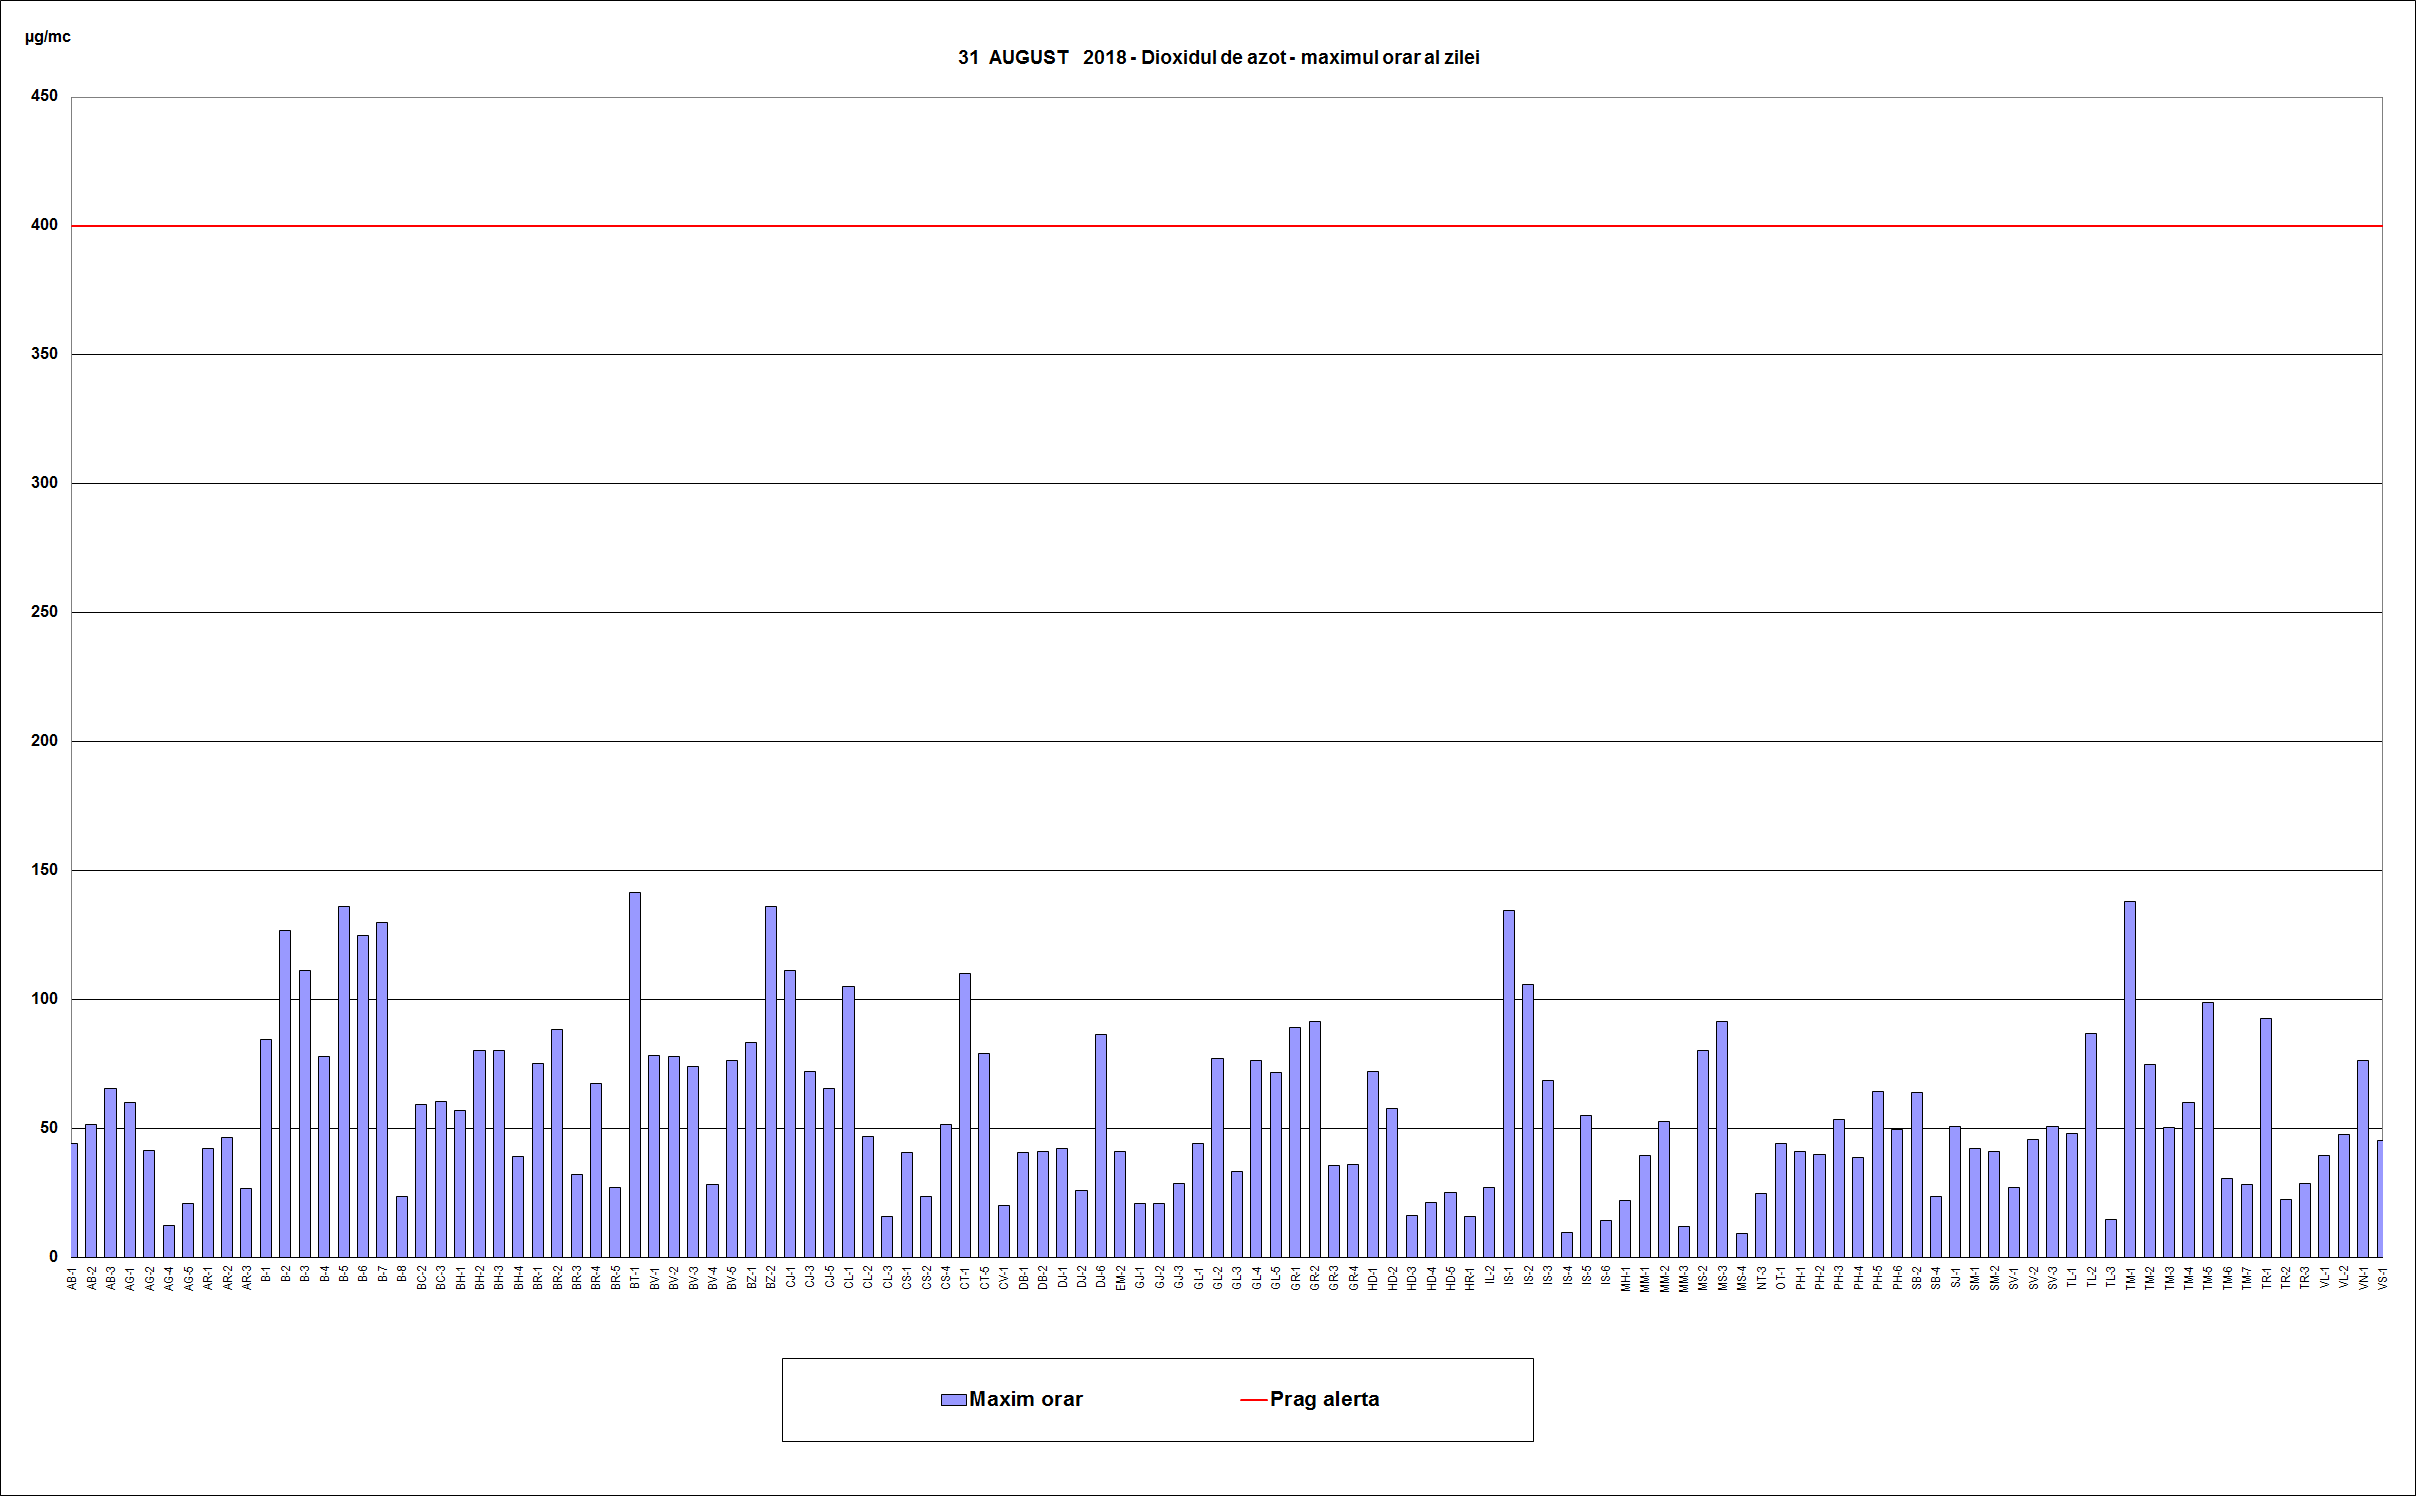 µg/mc
31 AUGUST 2018 - Dioxidul de azot - maximul orar al zilei
450
400
350
300
250
200
150
100
50
0
AB-1 AB-2 AB-3 AG-1 AG-2 AG-4 AG-5 AR-1 AR-2 AR-3 B-1 B-2 B-3 B-4 B-5 B-6 B-7 B-8 BC-2 BC-3 BH-1 BH-2 BH-3 BH-4 BR-1 BR-2 BR-3 BR-4 BR-5 BT-1 BV-1 BV-2 BV-3 BV-4 BV-5 BZ-1 BZ-2 CJ-1 CJ-3 CJ-5 CL-1 CL-2 CL-3 CS-1 CS-2 CS-4 CT-1 CT-5 CV-1 DB-1 DB-2 DJ-1 DJ-2 DJ-6 EM-2 GJ-1 GJ-2 GJ-3 GL-1 GL-2 GL-3 GL-4 GL-5 GR-1 GR-2 GR-3 GR-4 HD-1 HD-2 HD-3 HD-4 HD-5 HR-1 IL-2 IS-1 IS-2 IS-3 IS-4 IS-5 IS-6 MH-1 MM-1 MM-2 MM-3 MS-2 MS-3 MS-4 NT-3 OT-1 PH-1 PH-2 PH-3 PH-4 PH-5 PH-6 SB-2 SB-4 SJ-1 SM-1 SM-2 SV-1 SV-2 SV-3 TL-1 TL-2 TL-3 TM-1 TM-2 TM-3 TM-4 TM-5 TM-6 TM-7 TR-1 TR-2 TR-3 VL-1 VL-2 VN-1 VS-1
Maxim orar Prag alerta